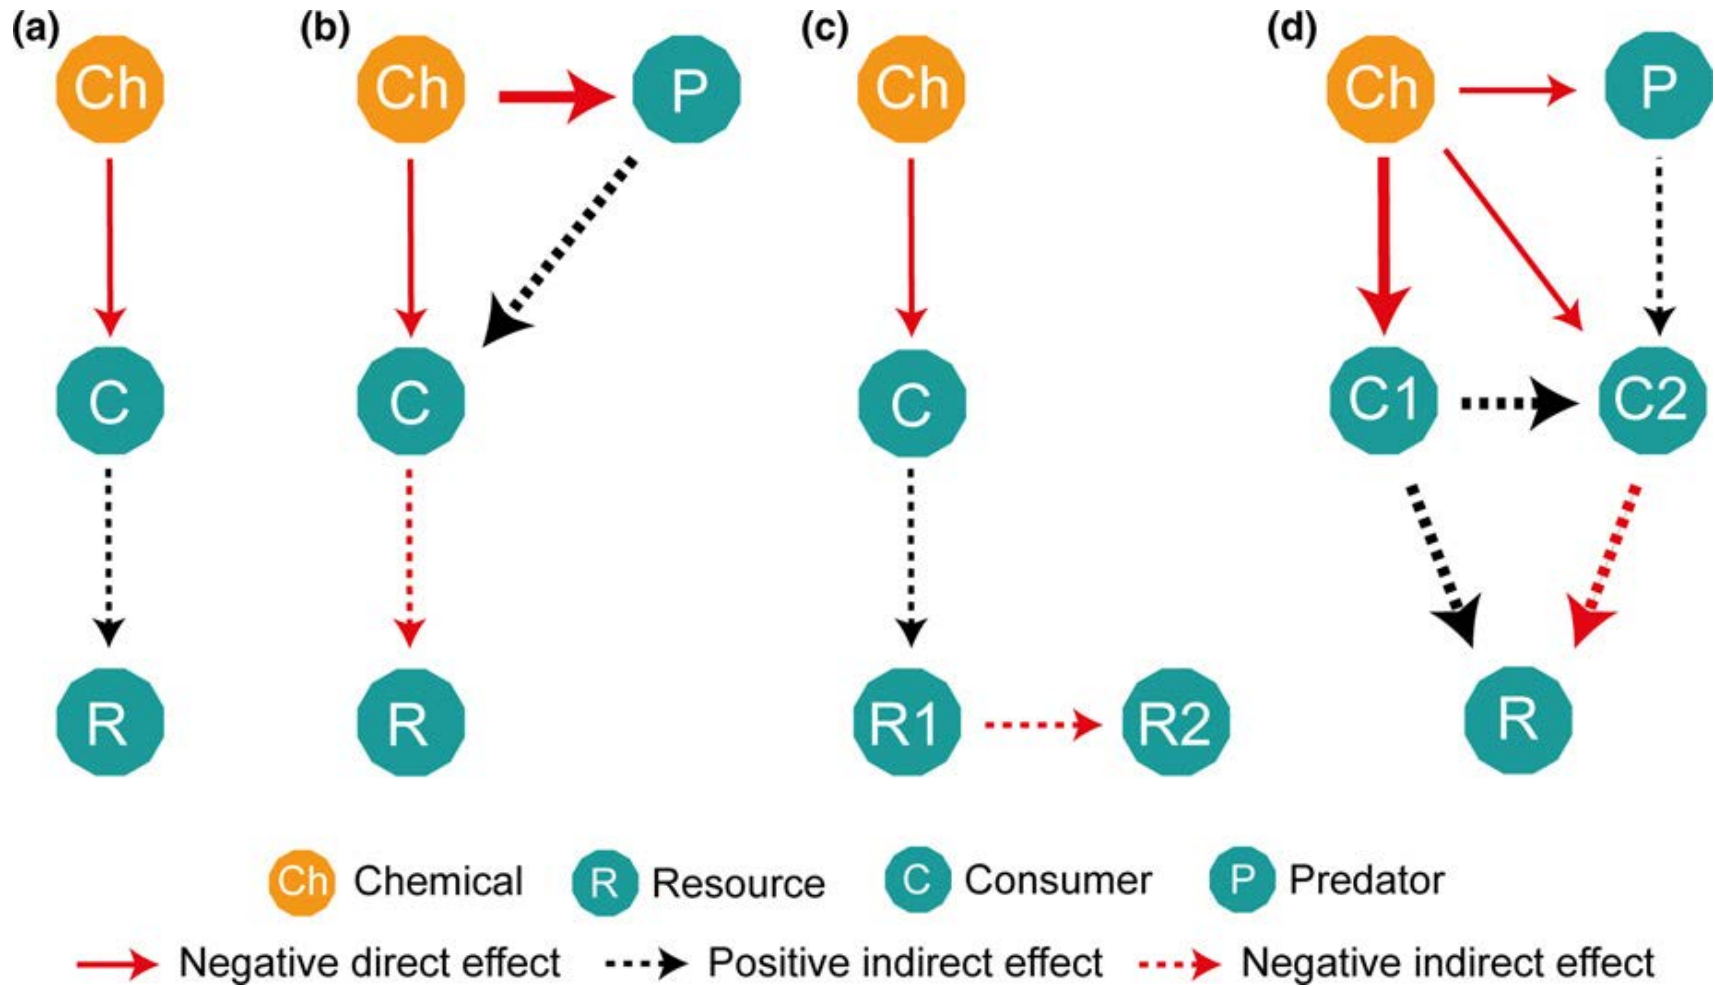 (a) (b) (c) (d)
Ch Ch P Ch Ch P
C C C C1 C2
R R R1 R2 R
Ch Chemical R Resource C Consumer P Predator
Negative direct effect Positive indirect effect Negative indirect effect